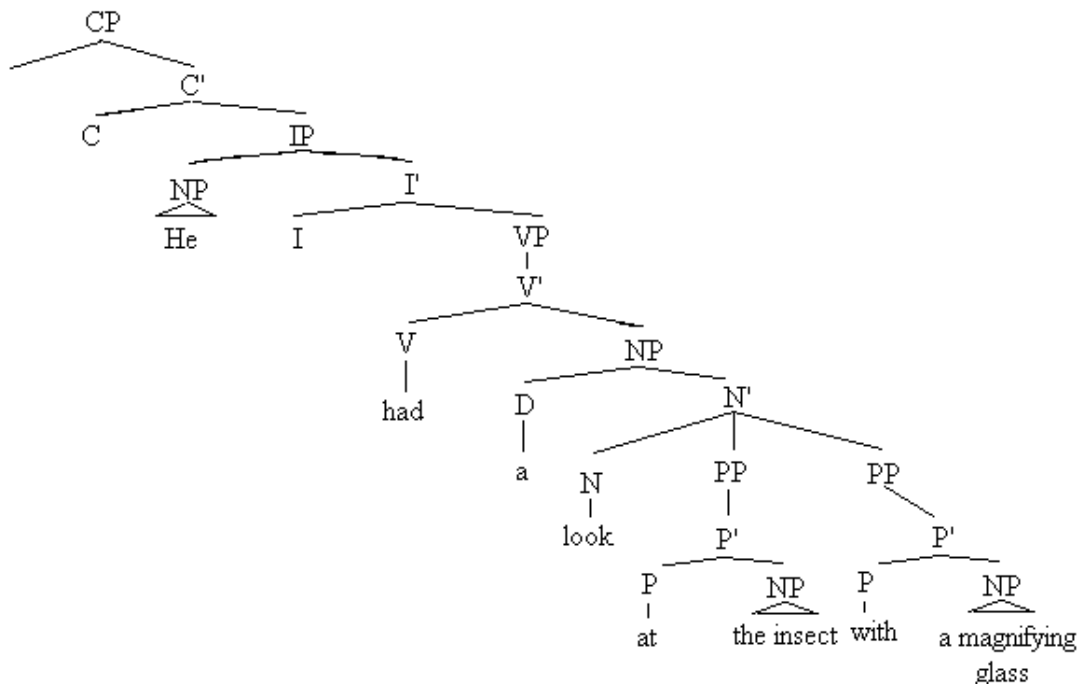 CP
C'
C IP
NP I'
He I VP
V'
V NP
had D N'
a N PP PP
look P' P'
P NP P NP
at the insect with a magnifying
glass